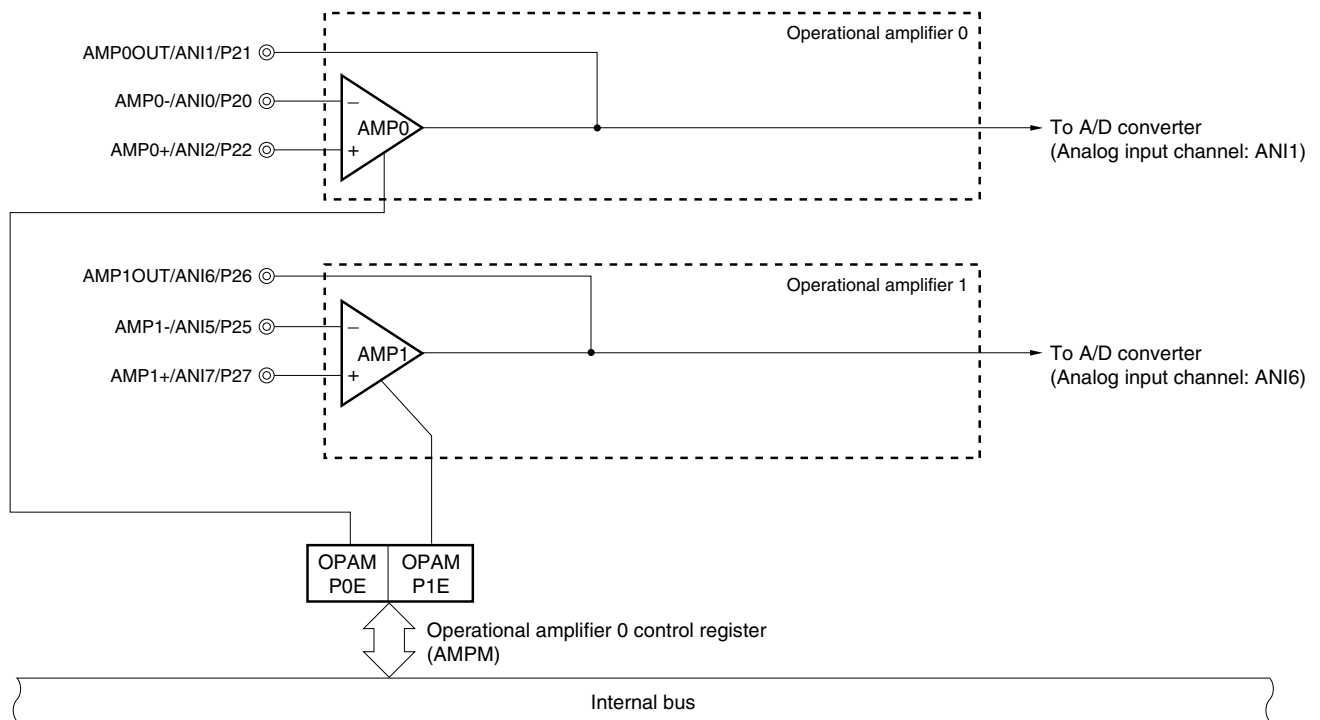 Operational amplifier 0
AMP0OUT/ANI1/P21
AMP0-/ANI0/P20
AMP0+/ANI2/P22
–
AMP0
+
To A/D converter
(Analog input channel: ANI1)
Operational amplifier 1
AMP1OUT/ANI6/P26
AMP1-/ANI5/P25
AMP1+/ANI7/P27
–
AMP1
+
To A/D converter
(Analog input channel: ANI6)
OPAM
P0E
OPAM
P1E
Operational amplifier 0 control register
(AMPM)
Internal bus